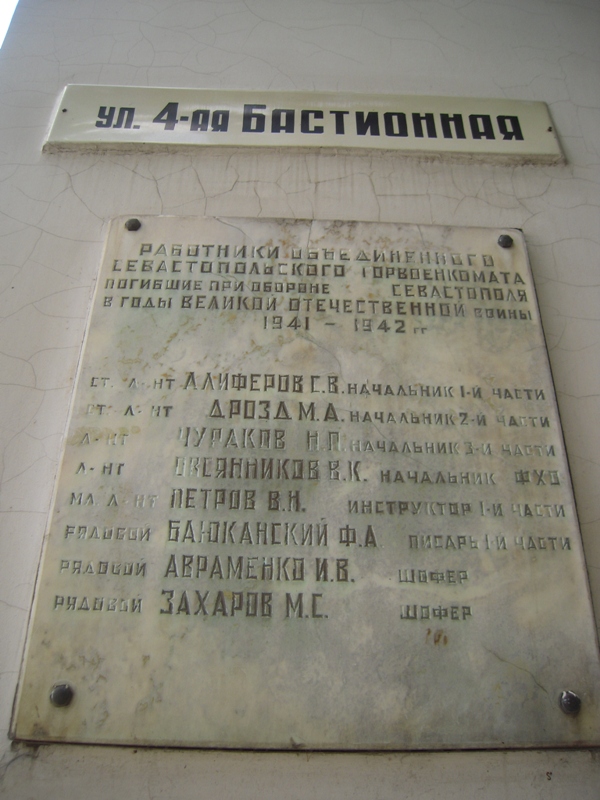 ул. 4-ая Бастионная
РАБОТНИКИ ОБЪЕДИНЕННОГО
СЕВАСТОПОЛЬСКОГО ГОРВОЕНКОМАТА
ПОГИБШИЕ ПРИ ОБОРОНЕ СЕВАСТОПОЛЯ
В ГОДЫ ВЕЛИКОЙ ОТЕЧЕСТВЕННОЙ ВОИНЫ
1941 - 1942 гг
СТ. Л-НТ АЛИФЕРОВ С.В. НАЧАЛЬНИК 1-Й ЧАСТИ
СТ. Л-НТ ДРОЗД М.А. НАЧАЛЬНИК 2-Й ЧАСТИ
Л-НТ ЧУРАКОВ Н.П. НАЧАЛЬНИК 3-Й ЧАСТИ
Л-НТ ОВСЯННИКОВ В.К. НАЧАЛЬНИК ФХО
МЛ. Л-НТ ПЕТРОВ В.Н. ИНСТРУКТОР 1-Й ЧАСТИ
РЯДОВОЙ БАЮКАНСКИЙ Ф.А. ПИСАРЬ 1-Й ЧАСТИ
РЯДОВОЙ АВРАМЕНКО И.В. ШОФЕР
РЯДОВОЙ ЗАХАРОВ М.С. ШОФЕР